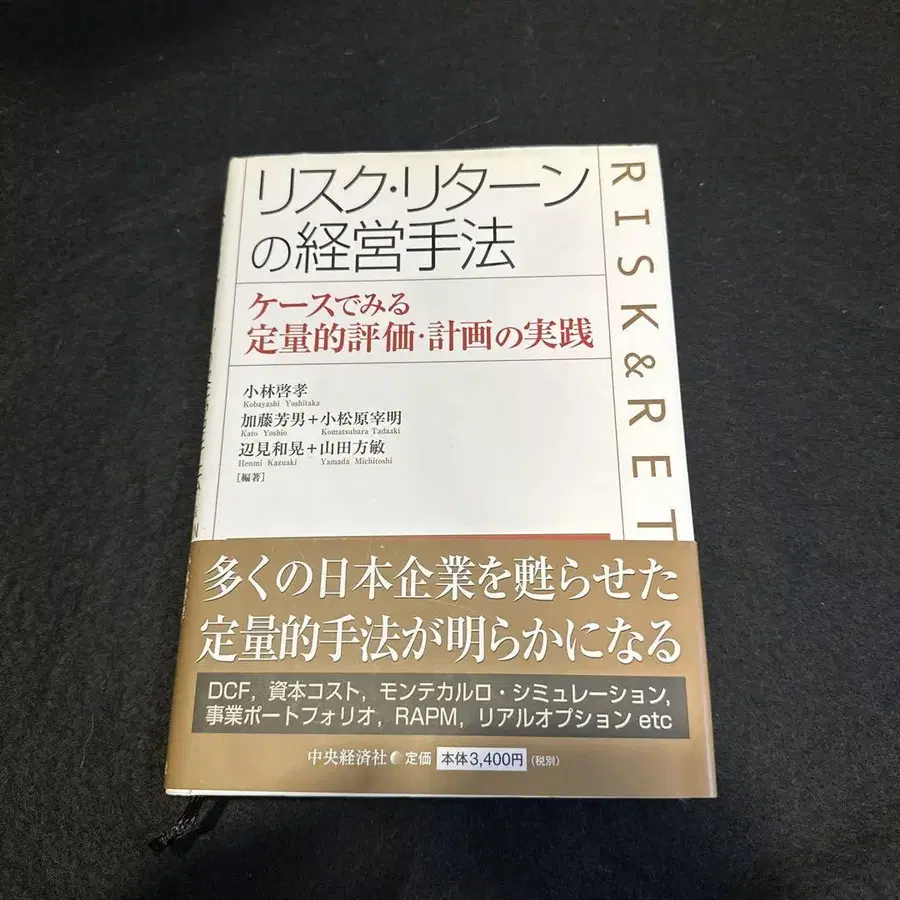 リスク・リターン
の経営手法
ケースでみる
定量的評価・計画の実践
小林啓孝
Kobayashi Yoshitaka
加藤芳男+小松原宰明
Kato Yoshio Komatsubara Tadaaki
辺見和晃+山田方敏
Henmi Kazuaki Yamada Michitoshi
[編著]
RISK&RET
多くの日本企業を甦らせた
定量的手法が明らかになる
DCF, 資本コスト, モンテカルロ・シミュレーション,
事業ポートフォリオ, RAPM, リアルオプション etc
中央経済社 定価 本体3,400円 (税別)